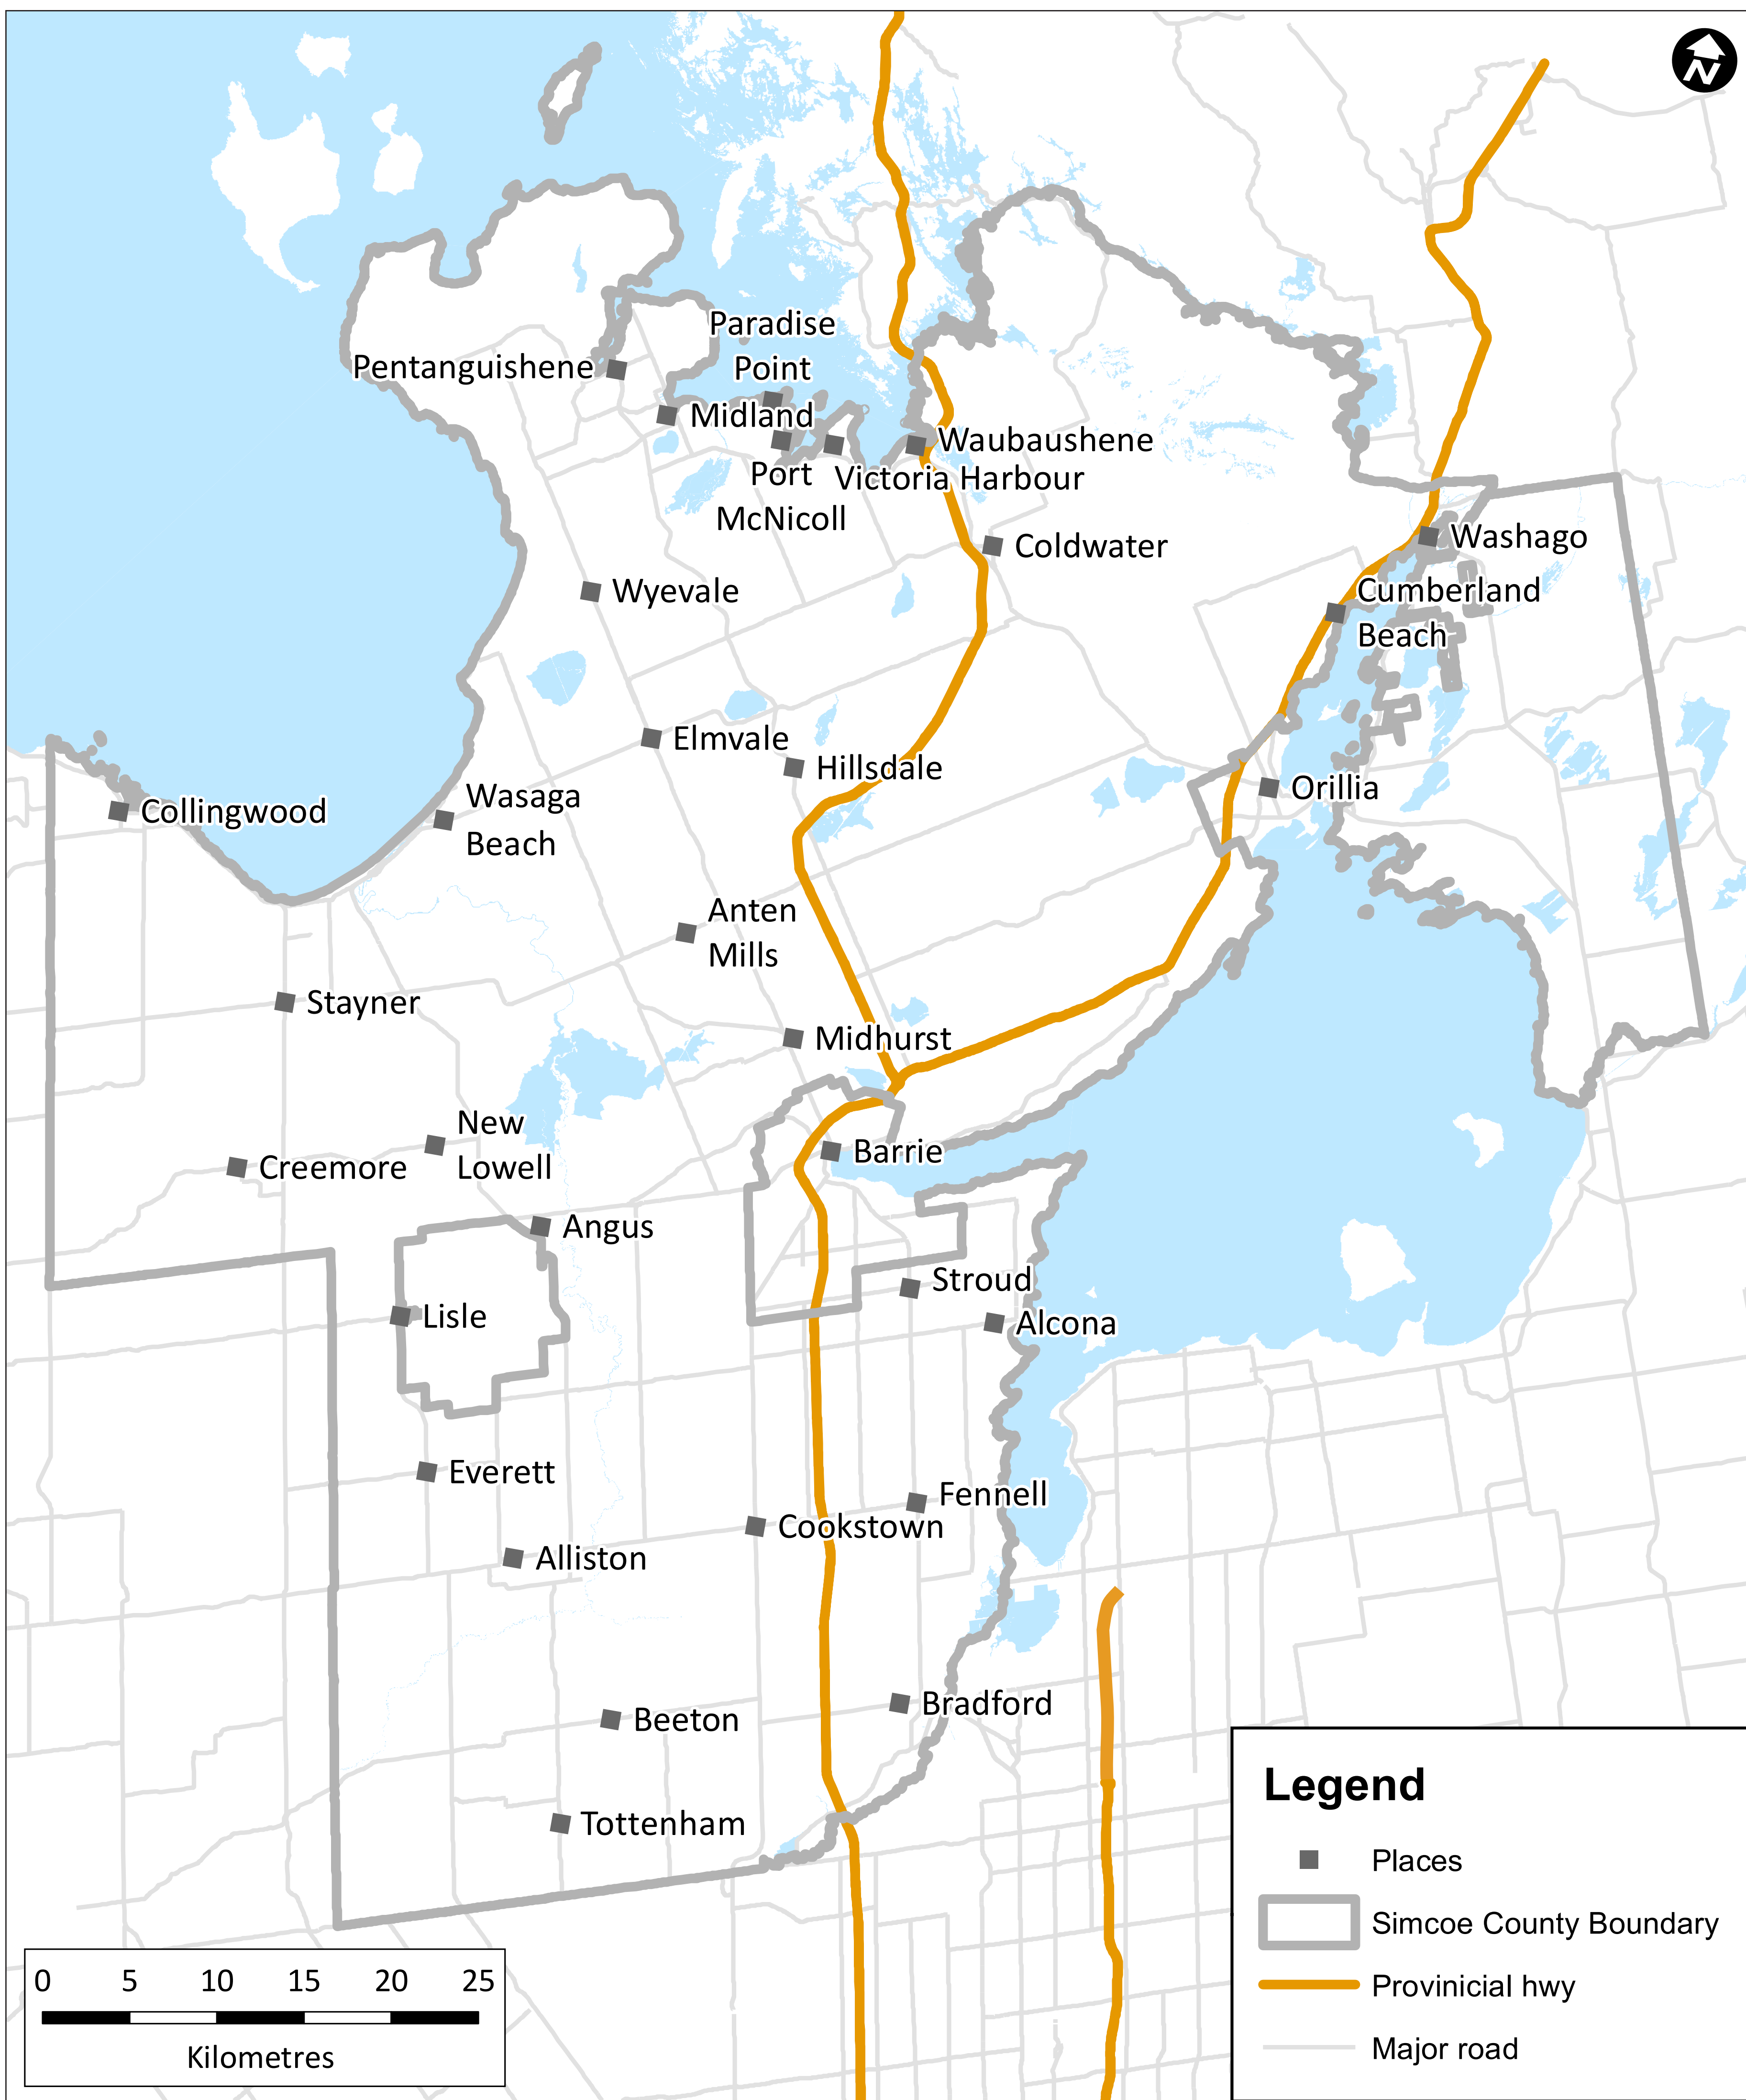 N
Paradise
Point
Pentanguishene
Midland
Waubaushene
Port
McNicoll
Victoria Harbour
Washago
Coldwater
Cumberland
Beach
Wyevale
Elmvale
Hillsdale
Orillia
Collingwood
Wasaga
Beach
Anten
Mills
Stayner
Midhurst
New
Lowell
Creemore
Barrie
Angus
Stroud
Lisle
Alcona
Everett
Fennell
Cookstown
Alliston
Bradford
Beeton
Tottenham
Legend
Places
Simcoe County Boundary
Provinicial hwy
Major road
0 5 10 15 20 25
Kilometres